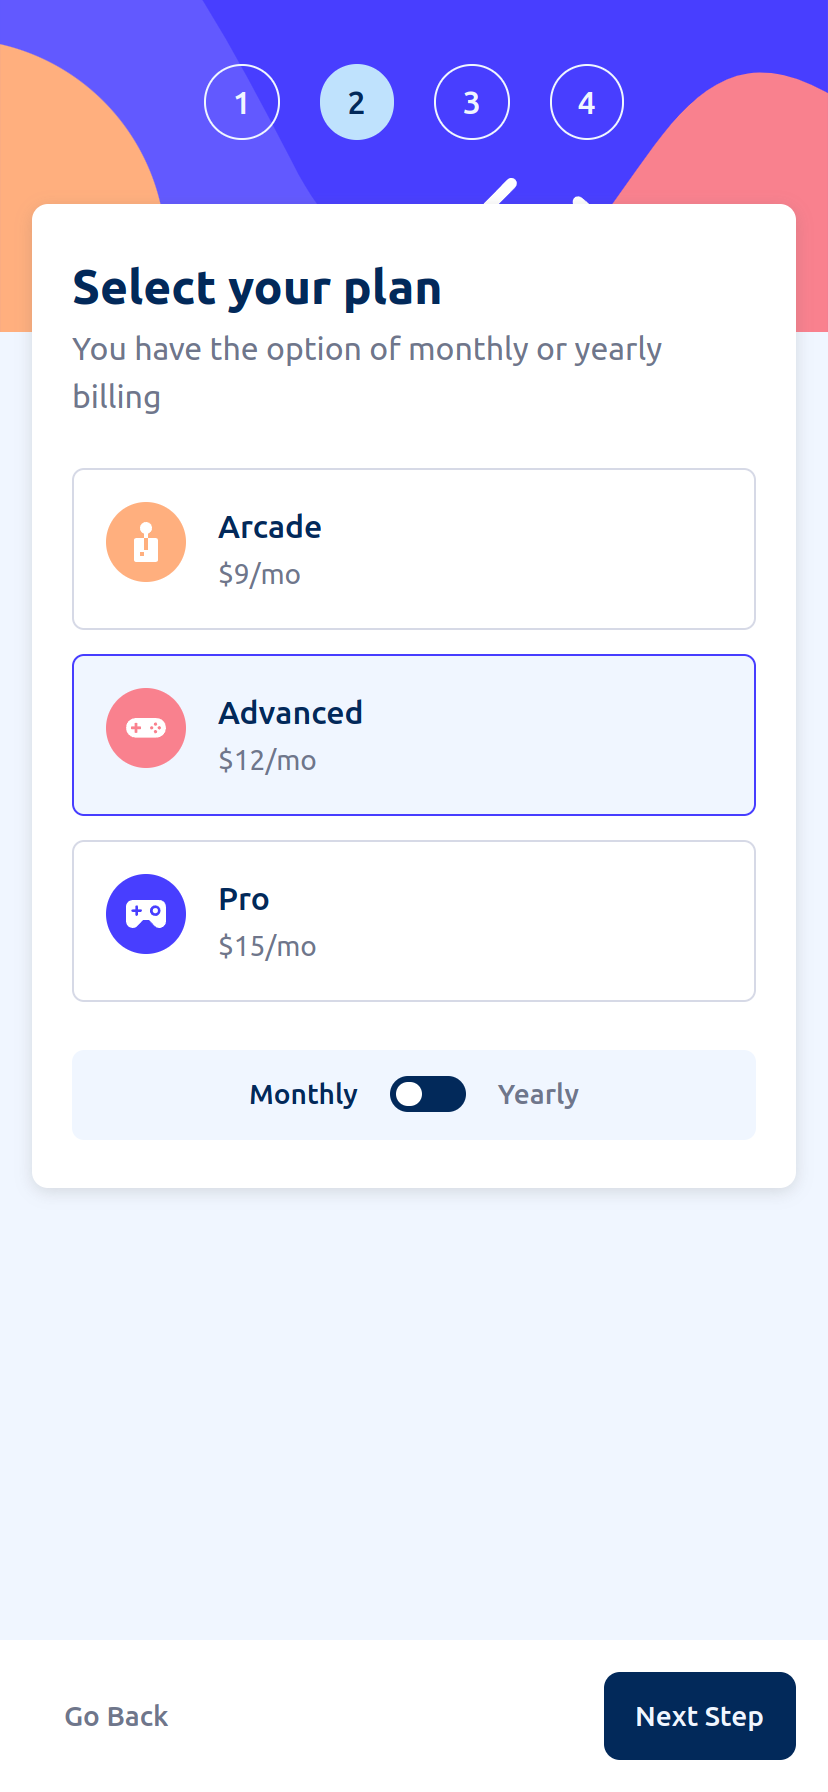 1 2 3 4
Select your plan
You have the option of monthly or yearly
billing
Arcade
$9/mo
Advanced
$12/mo
Pro
$15/mo
Monthly Yearly
Go Back Next Step